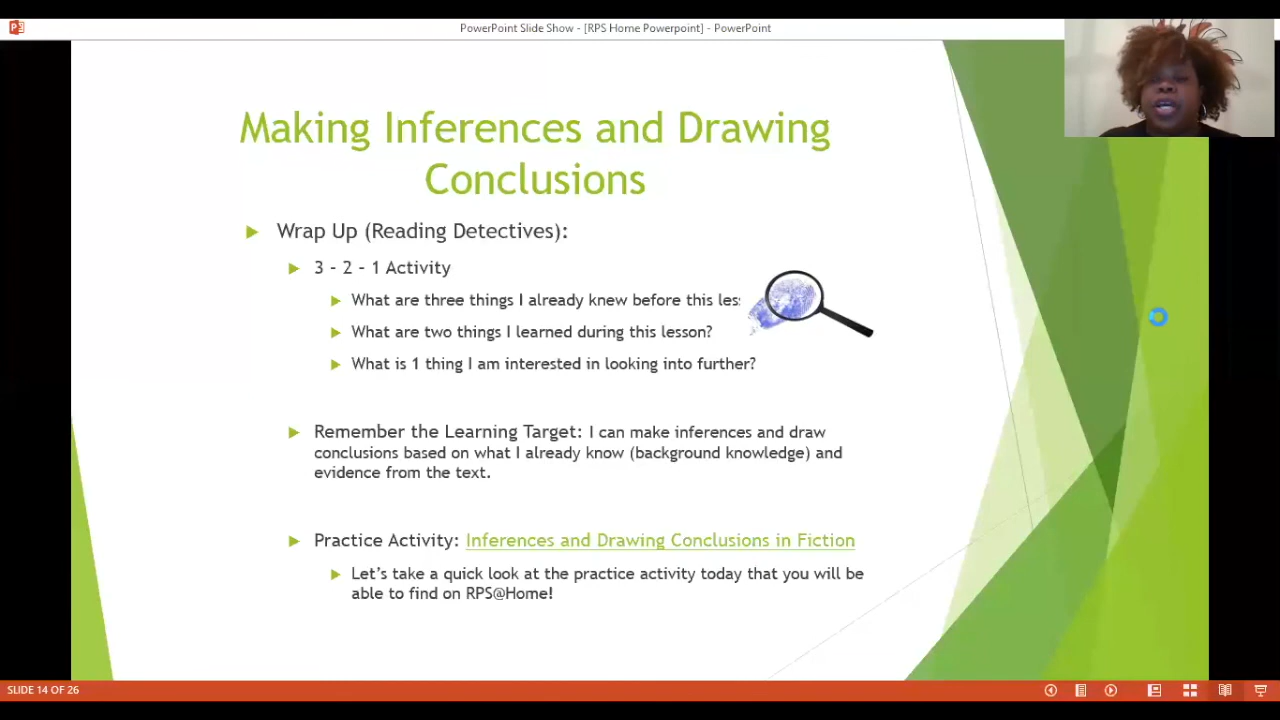 PowerPoint Slide Show - [RPS Home Powerpoint] - PowerPoint
Making Inferences and Drawing
Conclusions
Wrap Up (Reading Detectives):
3 - 2 - 1 Activity
What are three things I already knew before this les
What are two things I learned during this lesson?
What is 1 thing I am interested in looking into further?
Remember the Learning Target: I can make inferences and draw
conclusions based on what I already know (background knowledge) and
evidence from the text.
Practice Activity: Inferences and Drawing Conclusions in Fiction
Let's take a quick look at the practice activity today that you will be
able to find on RPS@Home!
SLIDE 14 OF 26